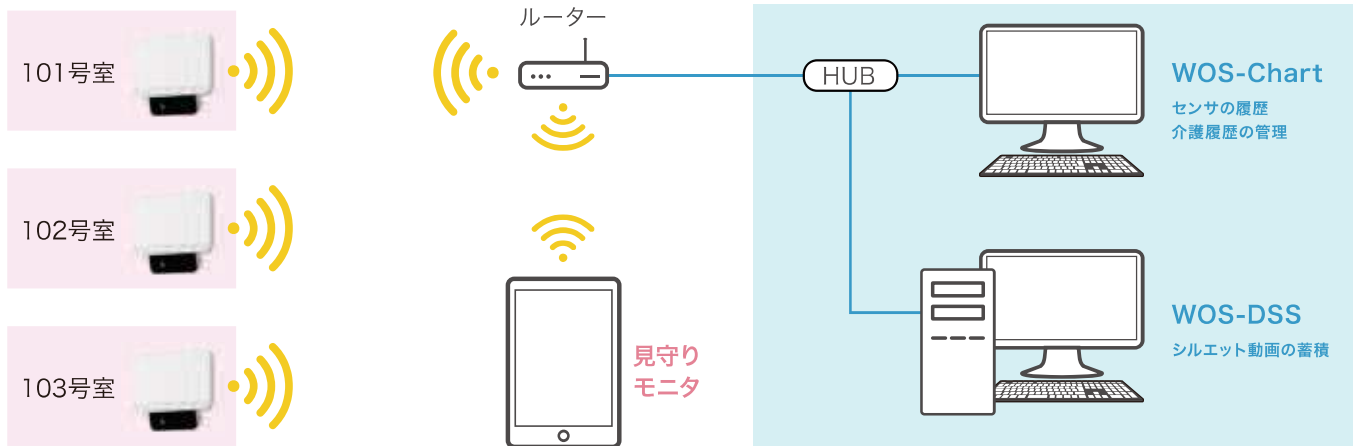 101号室
102号室
103号室
ルーター
見守り
モニタ
HUB
WOS-Chart
センサの履歴
介護履歴の管理
WOS-DSS
シルエット動画の蓄積